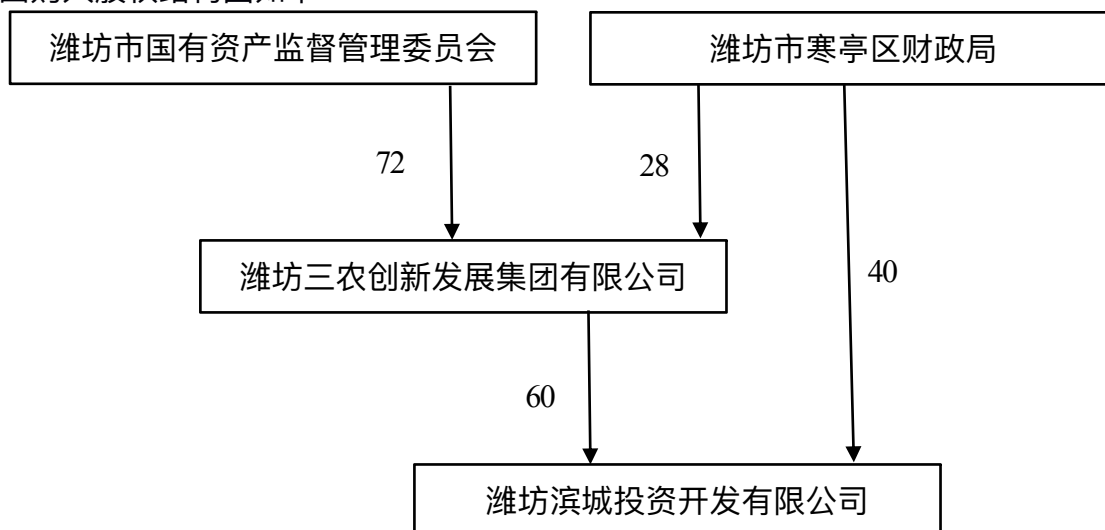 潍坊市国有资产监督管理委员会
潍坊市寒亭区财政局
72
28
潍坊三农创新发展集团有限公司
40
60
潍坊滨城投资开发有限公司